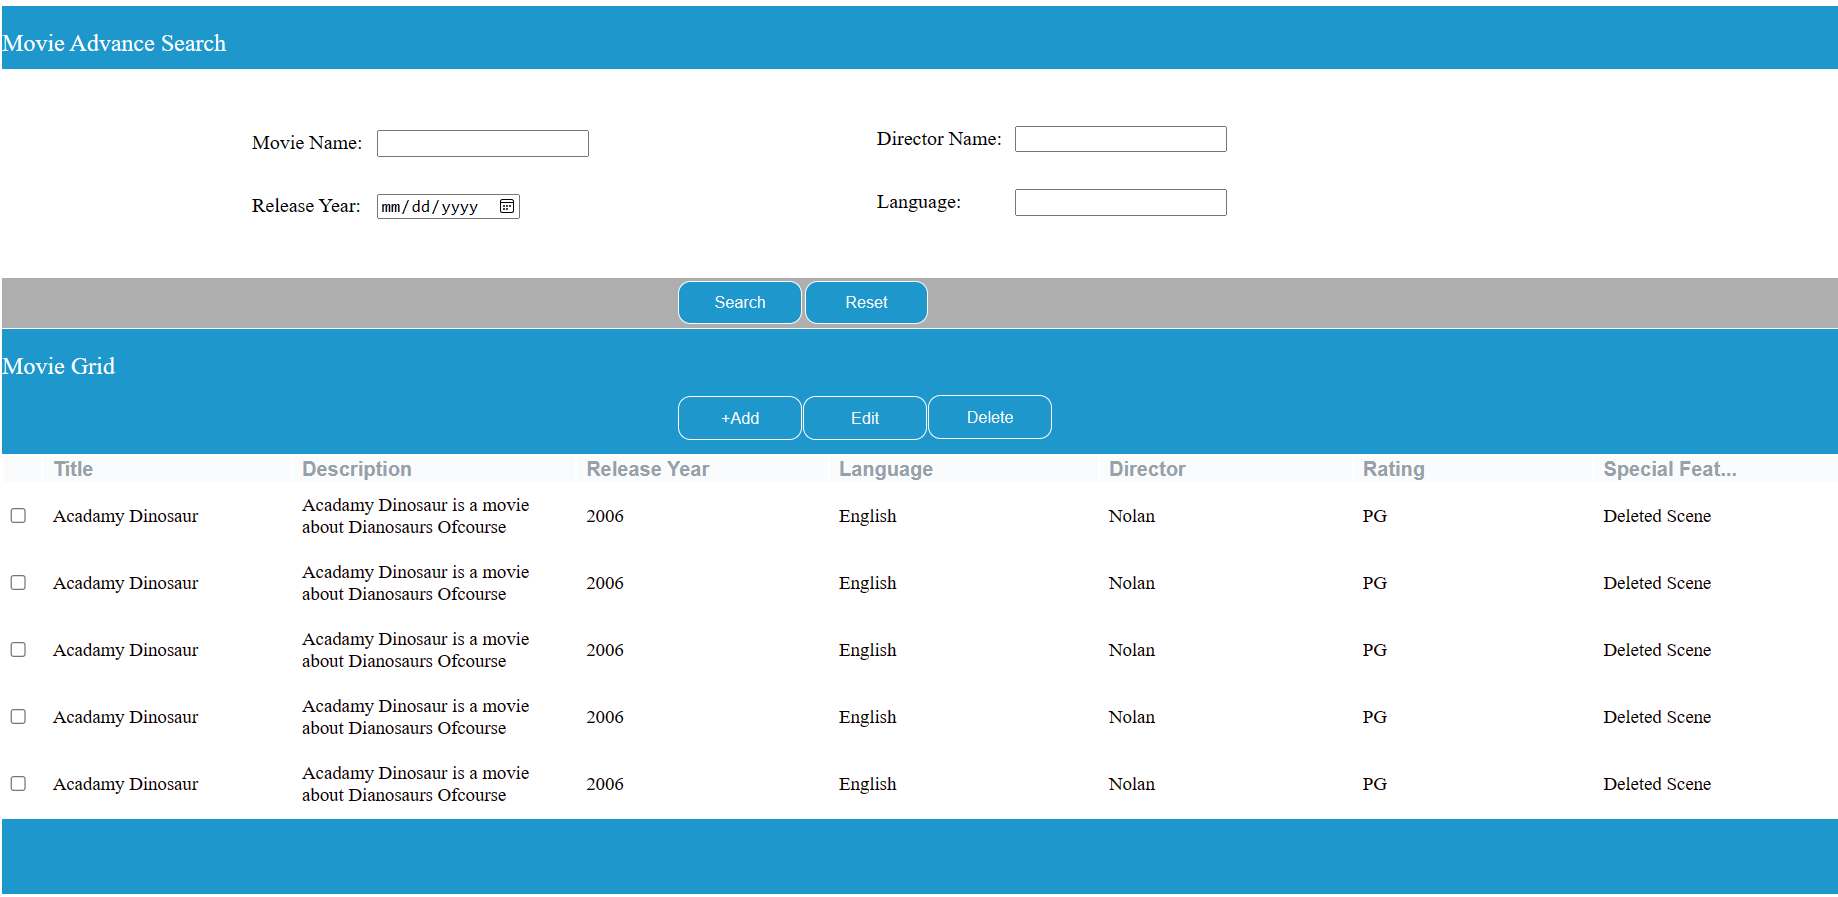 Movie Advance Search
Movie Name:
Director Name:
Release Year: mm/dd/yyyy
Language:
Search Reset
Movie Grid
+Add Edit Delete
Title Description Release Year Language Director Rating Special Feat...
Acadamy Dinosaur Acadamy Dinosaur is a movie 2006 English Nolan PG Deleted Scene
about Dianosaurs Ofcourse
Acadamy Dinosaur Acadamy Dinosaur is a movie 2006 English Nolan PG Deleted Scene
about Dianosaurs Ofcourse
Acadamy Dinosaur Acadamy Dinosaur is a movie 2006 English Nolan PG Deleted Scene
about Dianosaurs Ofcourse
Acadamy Dinosaur Acadamy Dinosaur is a movie 2006 English Nolan PG Deleted Scene
about Dianosaurs Ofcourse
Acadamy Dinosaur Acadamy Dinosaur is a movie 2006 English Nolan PG Deleted Scene
about Dianosaurs Ofcourse